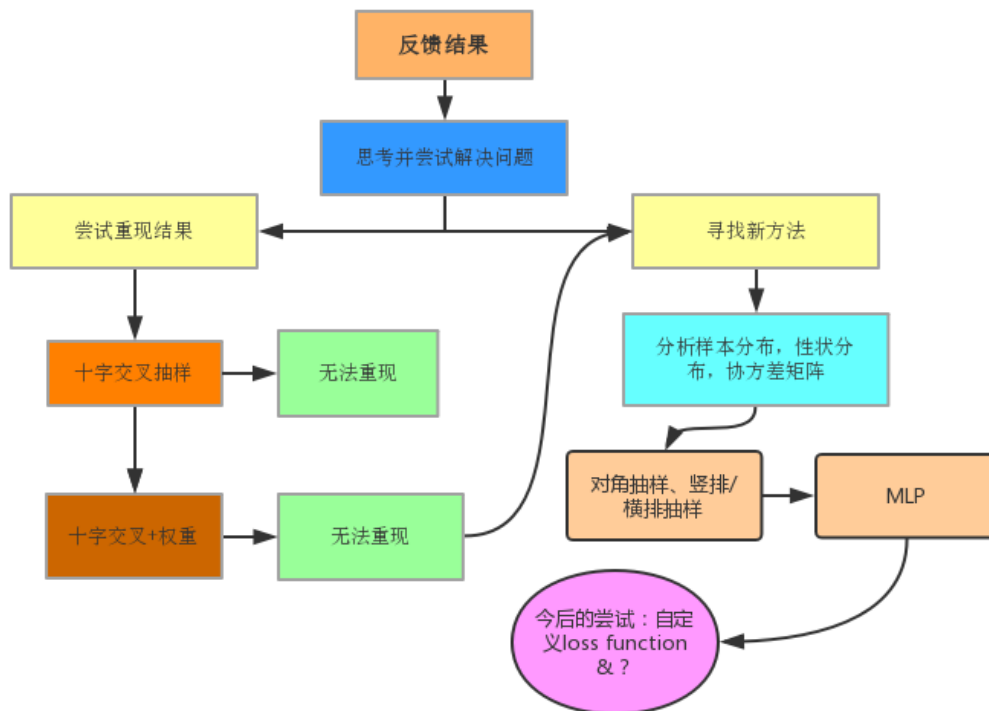 反馈结果
思考并尝试解决问题
尝试重现结果
寻找新方法
分析样本分布，性状分
布，协方差矩阵
十字交叉抽样
无法重现
对角抽样、竖排/
横排抽样
MLP
十字交叉+权重
无法重现
今后的尝试：自定
义loss function
&？